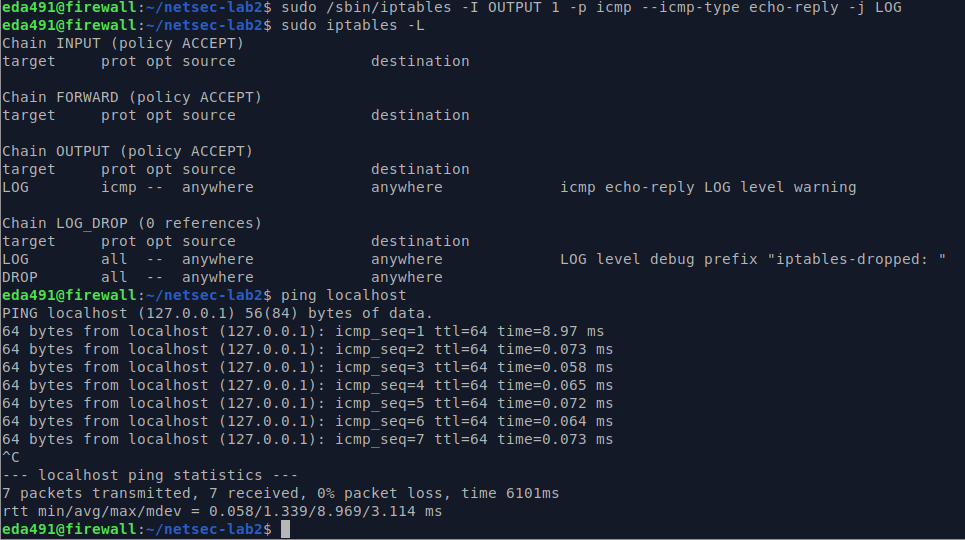 eda491@firewall:~/netsec-lab2$ sudo /sbin/iptables -I OUTPUT 1 -p icmp --icmp-type echo-reply -j LOG
eda491@firewall:~/netsec-lab2$ sudo iptables -L
Chain INPUT (policy ACCEPT)
target     prot opt source               destination

Chain FORWARD (policy ACCEPT)
target     prot opt source               destination

Chain OUTPUT (policy ACCEPT)
target     prot opt source               destination
LOG        icmp --  anywhere             anywhere             icmp echo-reply LOG level warning

Chain LOG_DROP (0 references)
target     prot opt source               destination
LOG        all  --  anywhere             anywhere             LOG level debug prefix "iptables-dropped: "
DROP       all  --  anywhere             anywhere
eda491@firewall:~/netsec-lab2$ ping localhost
PING localhost (127.0.0.1) 56(84) bytes of data.
64 bytes from localhost (127.0.0.1): icmp_seq=1 ttl=64 time=8.97 ms
64 bytes from localhost (127.0.0.1): icmp_seq=2 ttl=64 time=0.073 ms
64 bytes from localhost (127.0.0.1): icmp_seq=3 ttl=64 time=0.058 ms
64 bytes from localhost (127.0.0.1): icmp_seq=4 ttl=64 time=0.065 ms
64 bytes from localhost (127.0.0.1): icmp_seq=5 ttl=64 time=0.072 ms
64 bytes from localhost (127.0.0.1): icmp_seq=6 ttl=64 time=0.064 ms
64 bytes from localhost (127.0.0.1): icmp_seq=7 ttl=64 time=0.073 ms
^C
--- localhost ping statistics ---
7 packets transmitted, 7 received, 0% packet loss, time 6101ms
rtt min/avg/max/mdev = 0.058/1.339/8.969/3.114 ms
eda491@firewall:~/netsec-lab2$